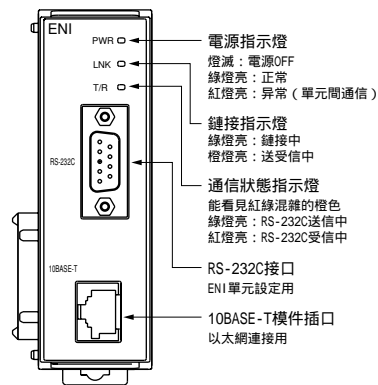 ENI
PWR
LNK
T/R
RS-232C
10BASE-T
電源指示燈
燈滅：電源OFF
綠燈亮：正常
紅燈亮：异常（單元間通信）
鏈接指示燈
綠燈亮：鏈接中
橙燈亮：送受信中
通信狀態指示燈
能看見紅綠混雜的橙色
綠燈亮：RS-232C送信中
紅燈亮：RS-232C受信中
RS-232C接口
ENI單元設定用
10BASE-T模件插口
以太網連接用